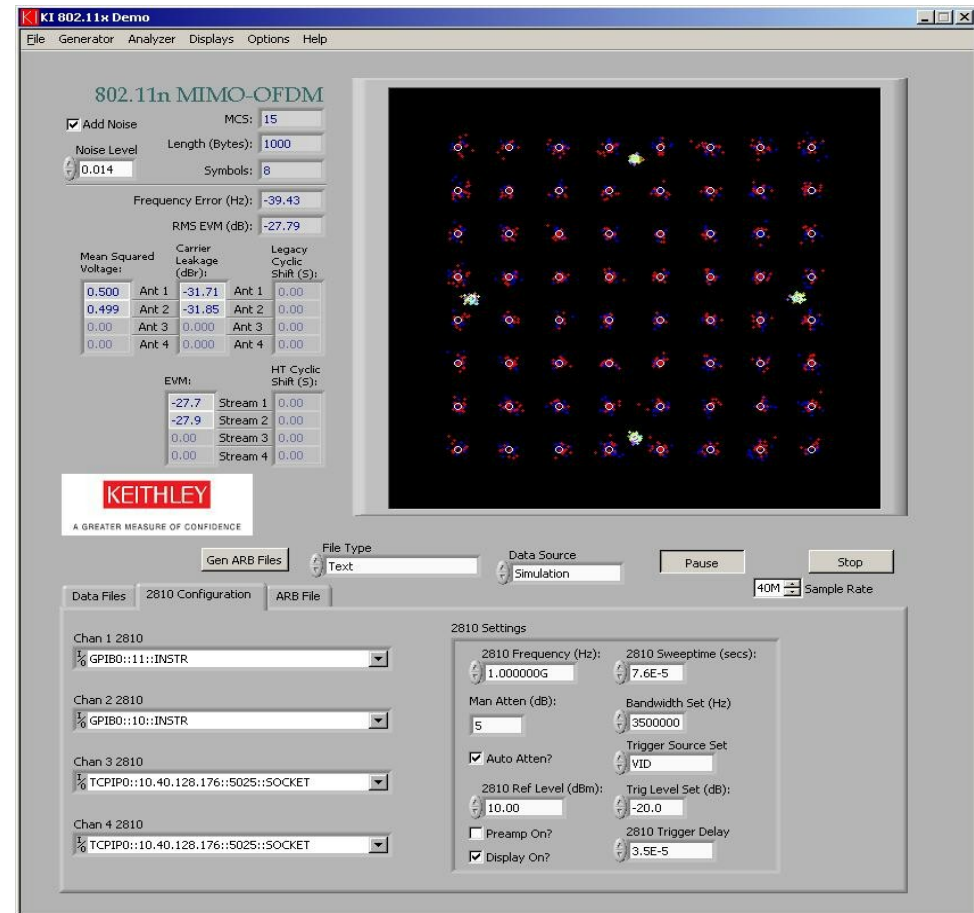 KI 802.11x Demo
File Generator Analyzer Displays Options Help
802.11n MIMO-OFDM
Add Noise
MCS: 15
Noise Level
0.014
Length (Bytes): 1000
Symbols: 8
Frequency Error (Hz): -39.43
RMS EVM (dB): -27.79
Mean Squared
Voltage:
Carrier
Leakage
(dBr):
Legacy
Cyclic
Shift (S):
0.500 Ant 1 -31.71 Ant 1 0.00
0.499 Ant 2 -31.85 Ant 2 0.00
0.00 Ant 3 0.000 Ant 3 0.00
0.00 Ant 4 0.000 Ant 4 0.00
EVM:
HT Cyclic
Shift (S):
-27.7 Stream 1 0.00
-27.9 Stream 2 0.00
0.00 Stream 3 0.00
0.00 Stream 4 0.00
KEITHLEY
A GREATER MEASURE OF CONFIDENCE
Gen ARB Files
File Type
Text
Data Source
Simulation
Pause
Stop
40M Sample Rate
Data Files 2810 Configuration ARB File
Chan 1 2810
GPIB0::11::INSTR
Chan 2 2810
GPIB0::10::INSTR
Chan 3 2810
TCPIP0::10.40.128.176::5025::SOCKET
Chan 4 2810
TCPIP0::10.40.128.176::5025::SOCKET
2810 Settings
2810 Frequency (Hz):
1.000000G
2810 Sweeptime (secs):
7.6E-5
Man Atten (dB):
5
Bandwidth Set (Hz)
3500000
Auto Atten?
Trigger Source Set
VID
2810 Ref Level (dBm):
10.00
Trig Level Set (dB):
-20.0
Preamp On?
Display On?
2810 Trigger Delay
3.5E-5